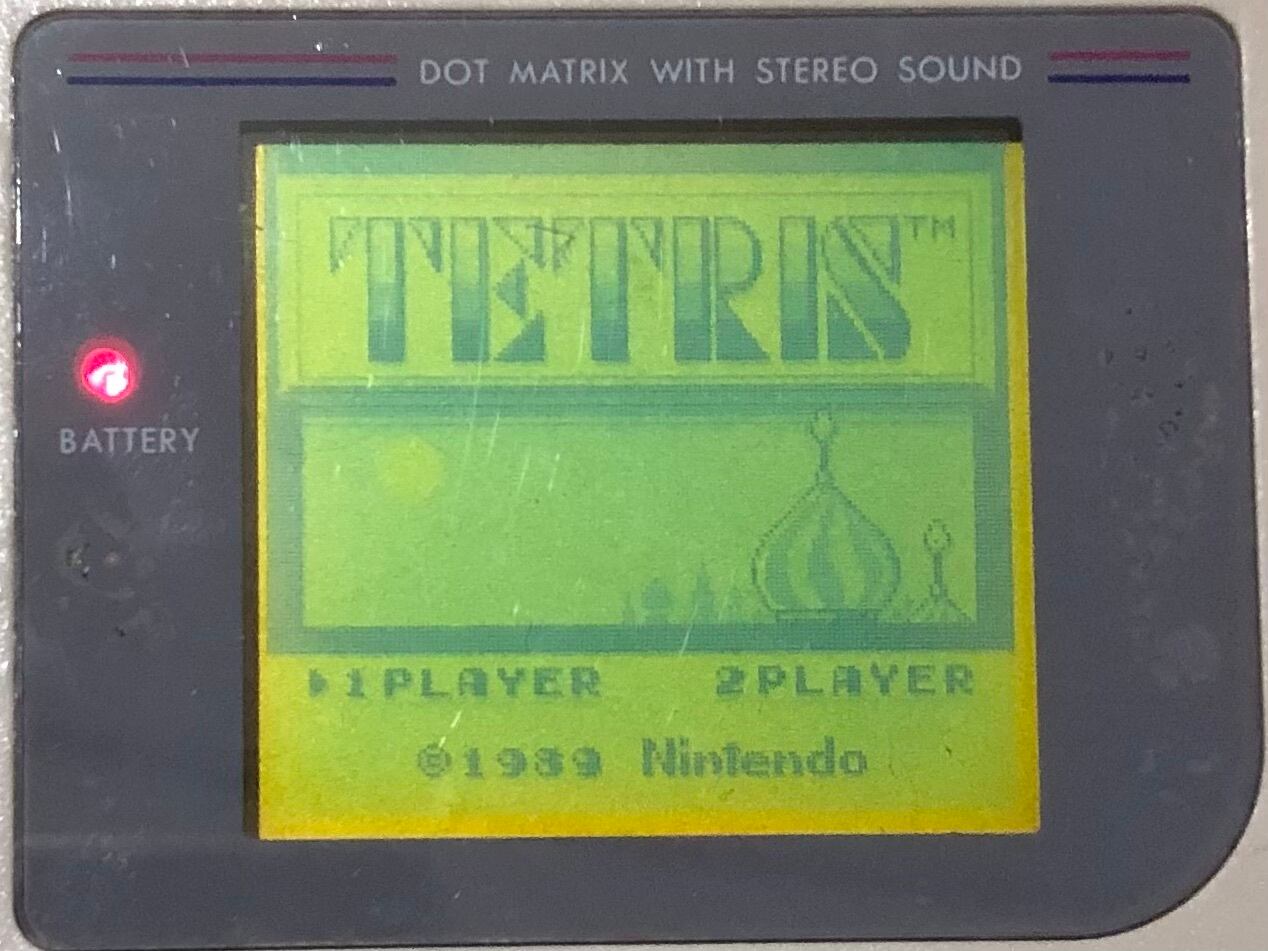 DOT MATRIX WITH STEREO SOUND
TETRIS™
BATTERY
▶1PLAYER 2PLAYER
©1989 Nintendo